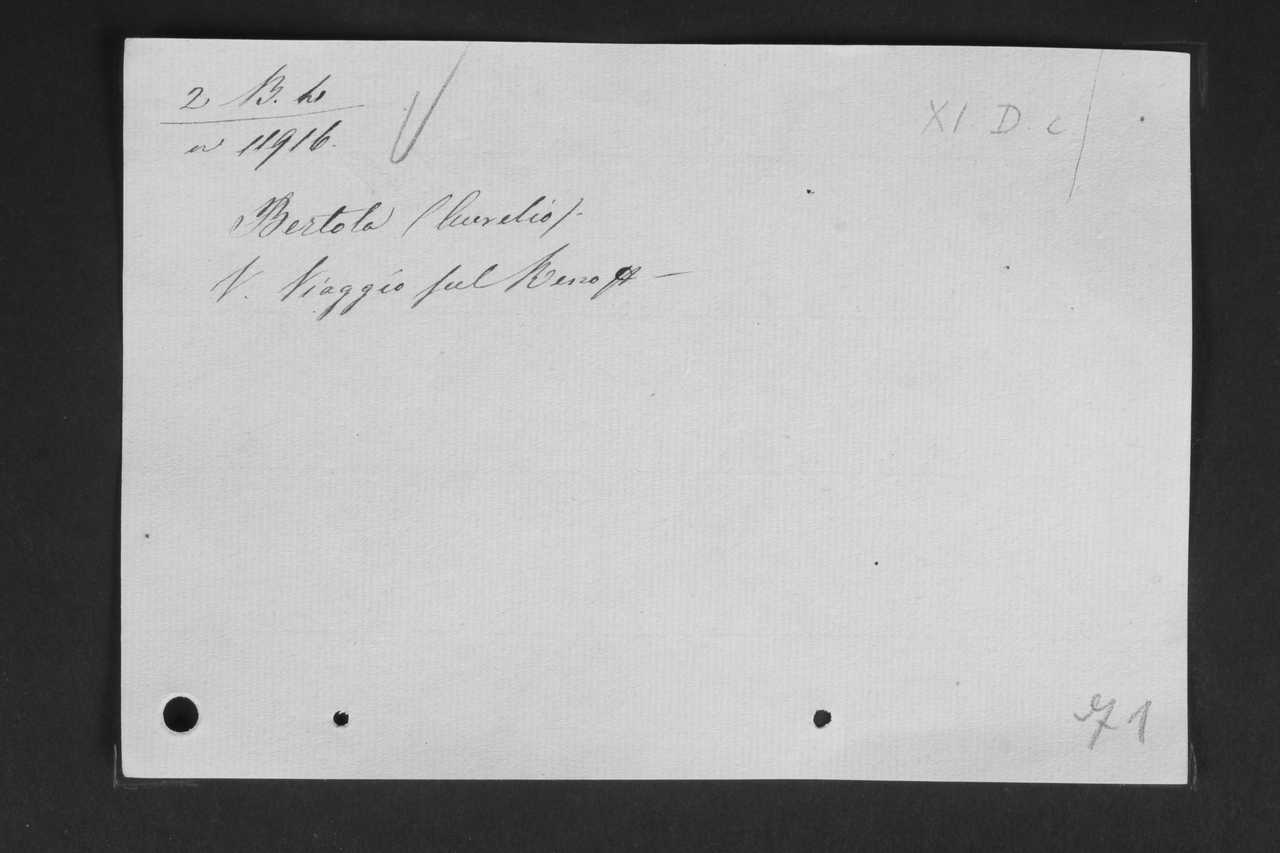 2 B. h
XI. D. c
n 11916.
Bertola (Aurelio).
V. Viaggio sul Reno —
71